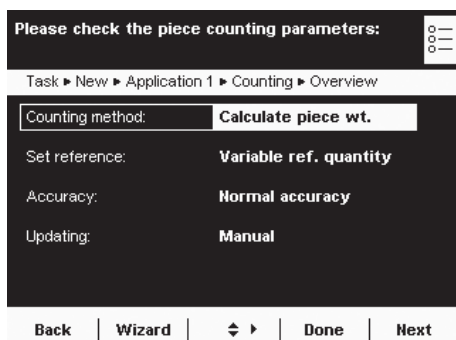 Please check the piece counting parameters:
Task ▸ New ▸ Application 1 ▸ Counting ▸ Overview
Counting method: Calculate piece wt.
Set reference: Variable ref. quantity
Accuracy: Normal accuracy
Updating: Manual
Back | Wizard | ♦ ▸ | Done | Next